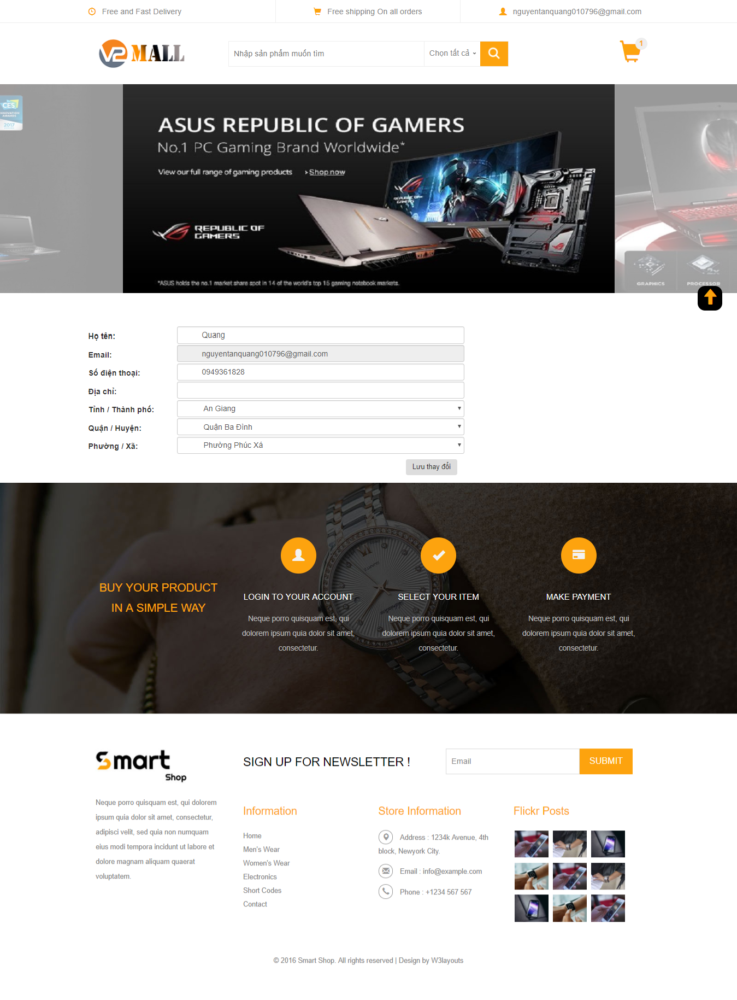 Free and Fast Delivery
Free shipping On all orders
nguyentanquang010796@gmail.com
V2 MALL
Nhập sản phẩm muốn tìm
Chọn tất cả
1
CES
INNOVATION
AWARDS
2017
ASUS REPUBLIC OF GAMERS
No.1 PC Gaming Brand Worldwide*
View our full range of gaming products
Shop now
REPUBLIC OF
GAMERS
*ASUS holds the no.1 market share spot in 14 of the world's top 15 gaming notebook markets.
GRAPHICS
PROCESSOR
Họ tên:
Quang
Email:
nguyentanquang010796@gmail.com
Số điện thoại:
0949361828
Địa chỉ:
Tỉnh / Thành phố:
An Giang
Quận / Huyện:
Quận Ba Đình
Phường / Xã:
Phường Phúc Xá
Lưu thay đổi
BUY YOUR PRODUCT
IN A SIMPLE WAY
LOGIN TO YOUR ACCOUNT
Neque porro quisquam est, qui
dolorem ipsum quia dolor sit amet,
consectetur.
SELECT YOUR ITEM
Neque porro quisquam est, qui
dolorem ipsum quia dolor sit amet,
consectetur.
MAKE PAYMENT
Neque porro quisquam est, qui
dolorem ipsum quia dolor sit amet,
consectetur.
Smart
Shop
SIGN UP FOR NEWSLETTER !
Email
SUBMIT
Neque porro quisquam est, qui dolorem
ipsum quia dolor sit amet, consectetur,
adipisci velit, sed quia non numquam
eius modi tempora incidunt ut labore et
dolore magnam aliquam quaerat
voluptatem.
Information
Home
Men's Wear
Women's Wear
Electronics
Short Codes
Contact
Store Information
Address : 1234k Avenue, 4th
block, Newyork City.
Email : info@example.com
Phone : +1234 567 567
Flickr Posts
© 2016 Smart Shop. All rights reserved | Design by W3layouts